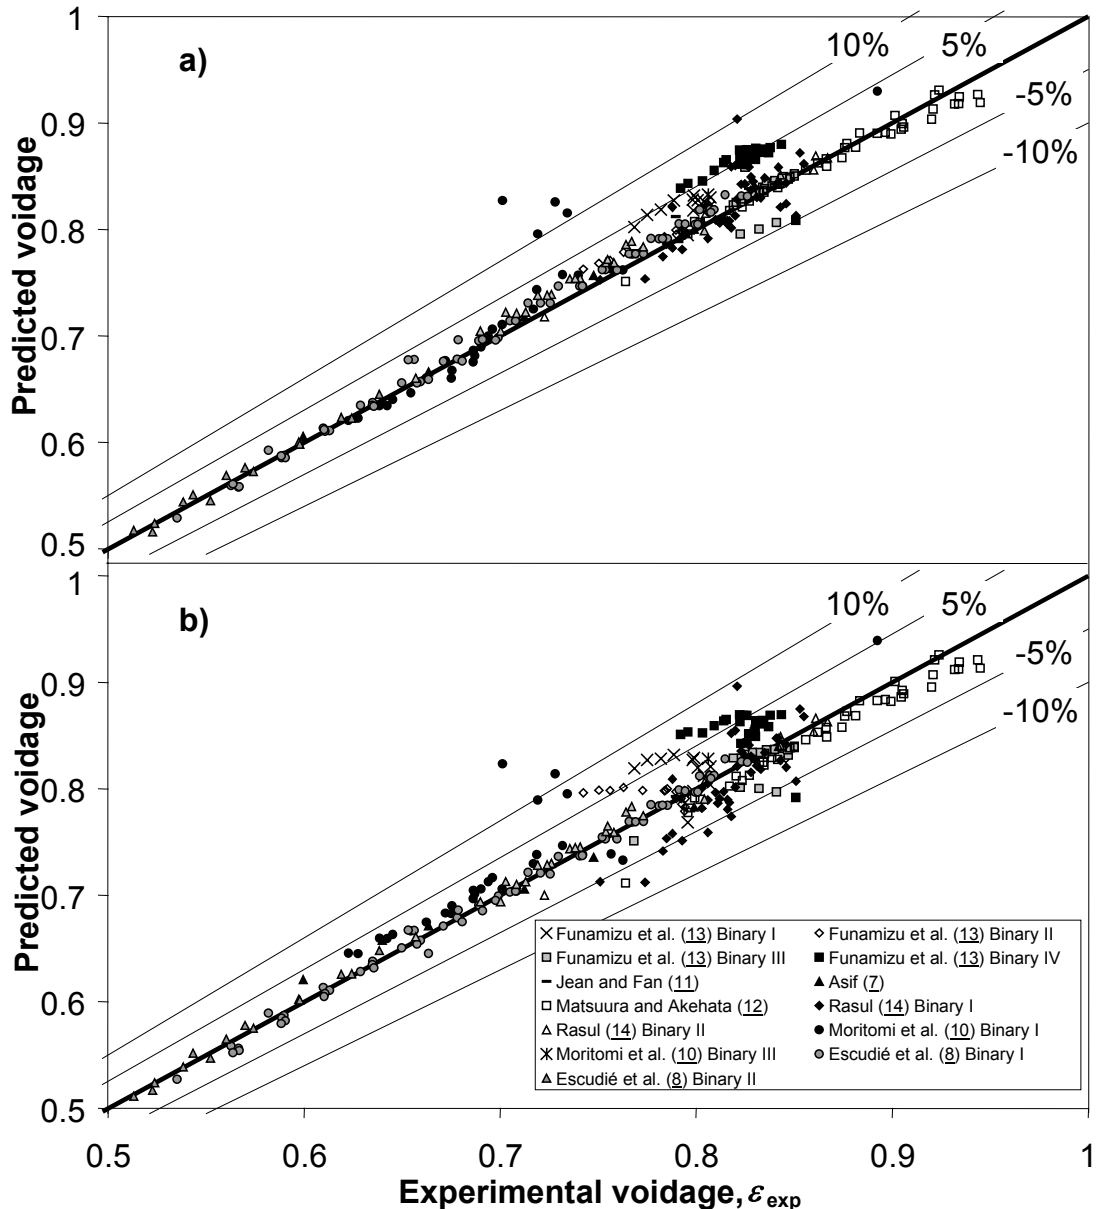 1
a)
10%
5%
-5%
-10%
0.9
0.8
0.7
0.6
0.5
Predicted voidage
1
b)
10%
5%
-5%
-10%
0.9
0.8
0.7
0.6
0.5
Predicted voidage
Funamizu et al. (13) Binary I
Funamizu et al. (13) Binary II
Funamizu et al. (13) Binary III
Funamizu et al. (13) Binary IV
Jean and Fan (11)
Asif (7)
Matsuura and Akehata (12)
Rasul (14) Binary I
Rasul (14) Binary II
Moritomi et al. (10) Binary I
Moritomi et al. (10) Binary III
Escudié et al. (8) Binary I
Escudié et al. (8) Binary II
0.5 0.6 0.7 0.8 0.9 1
Experimental voidage, εexp